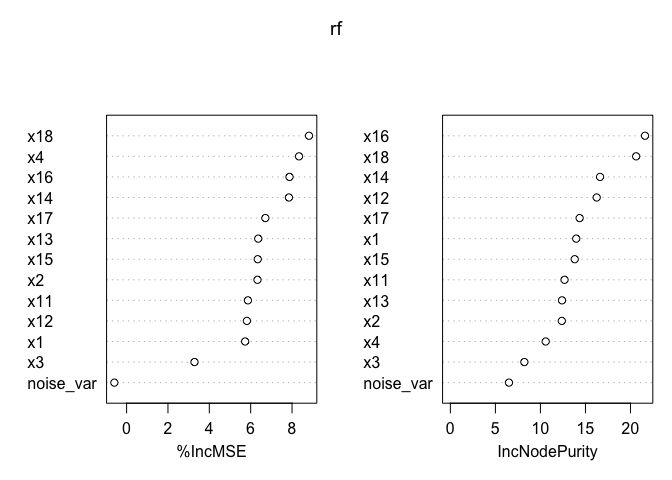 rf
x18
x4
x16
x14
x17
x13
x15
x2
x11
x12
x1
x3
noise_var
0 2 4 6 8
%IncMSE
x16
x18
x14
x12
x17
x1
x15
x11
x13
x2
x4
x3
noise_var
0 5 10 15 20
IncNodePurity